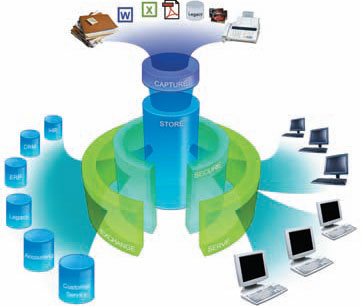 W
X
Legacy
CAPTURE
STORE
HR
CRM
ERP
Legacy
Accounting
Customer
Service
SECURE
EXCHANGE
SERVE